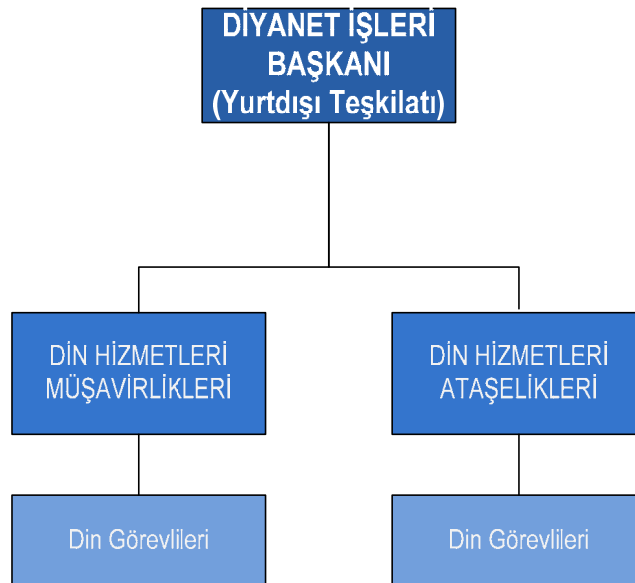 DİYANET İŞLERİ
BAŞKANI
(Yurtdışı Teşkilatı)
DİN HİZMETLERİ
MÜŞAVİRLİKLERİ
DİN HİZMETLERİ
ATAŞELİKLERİ
Din Görevlileri
Din Görevlileri